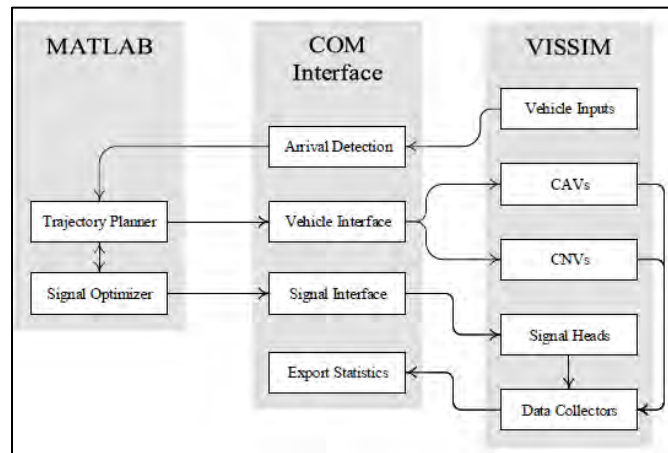 MATLAB
COM
Interface
VISSIM
Vehicle Inputs
Arrival Detection
CAVs
Trajectory Planner
Vehicle Interface
CNVs
Signal Optimizer
Signal Interface
Signal Heads
Export Statistics
Data Collectors